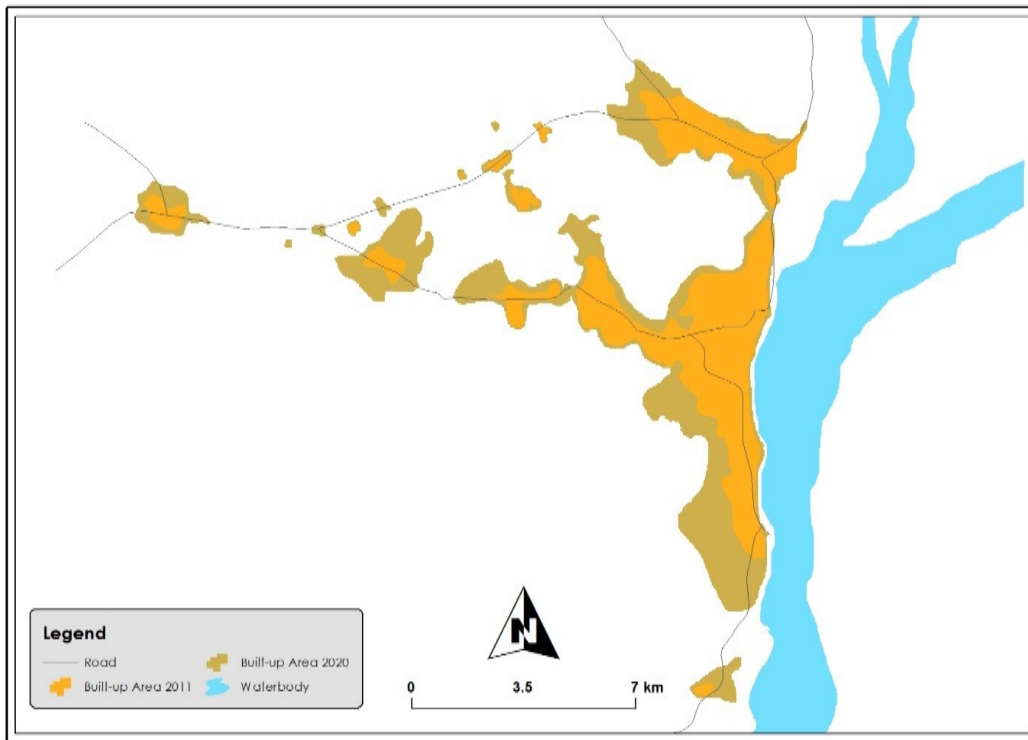 N
0 3.5 7 km
Legend
Road
Built-up Area 2020
Built-up Area 2011
Waterbody